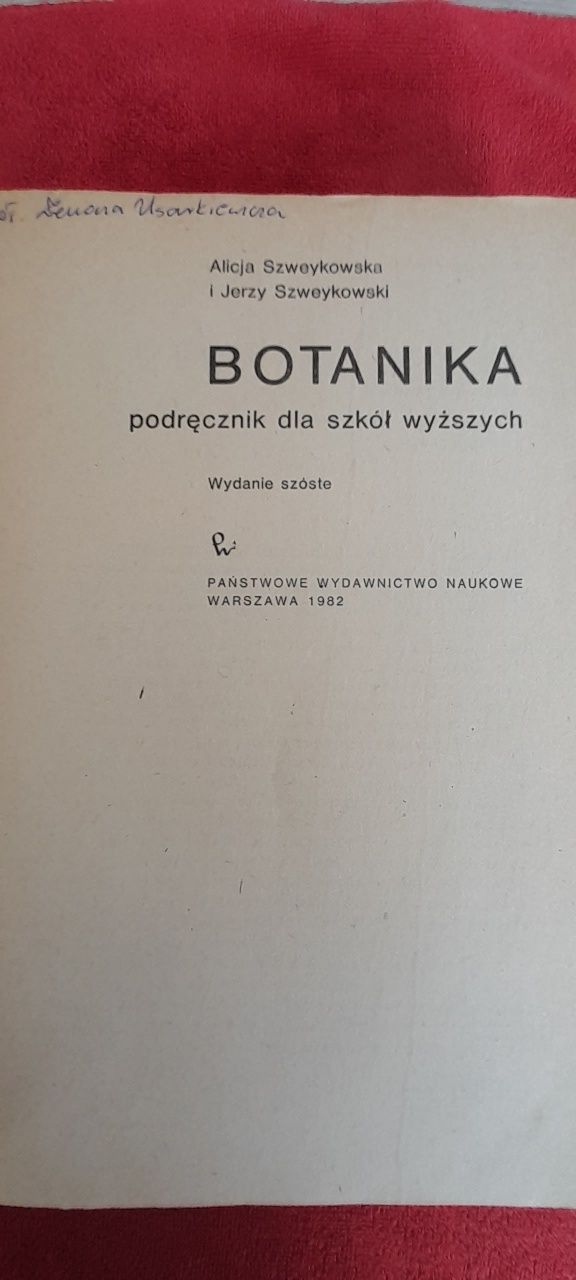 Alicja Szweykowska
i Jerzy Szweykowski
BOTANIKA
podręcznik dla szkół wyższych
Wydanie szóste
PAŃSTWOWE WYDAWNICTWO NAUKOWE
WARSZAWA 1982